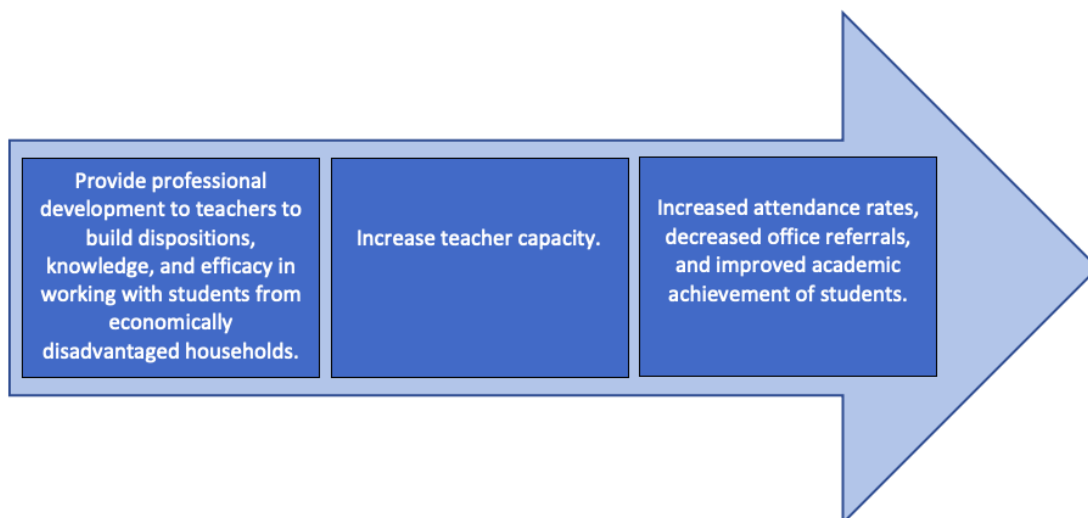 Provide professional
development to teachers to
build dispositions,
knowledge, and efficacy in
working with students from
economically
disadvantaged households.
Increase teacher capacity.
Increased attendance rates,
decreased office referrals,
and improved academic
achievement of students.